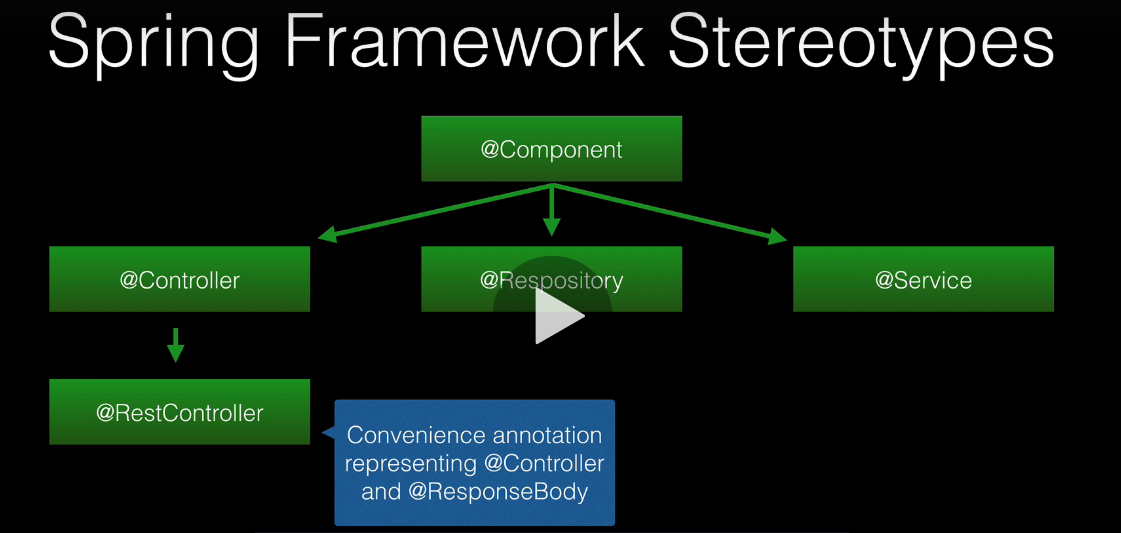 Spring Framework Stereotypes
@Component
@Controller
@Respository
@Service
@RestController
Convenience annotation
representing @Controller
and @ResponseBody